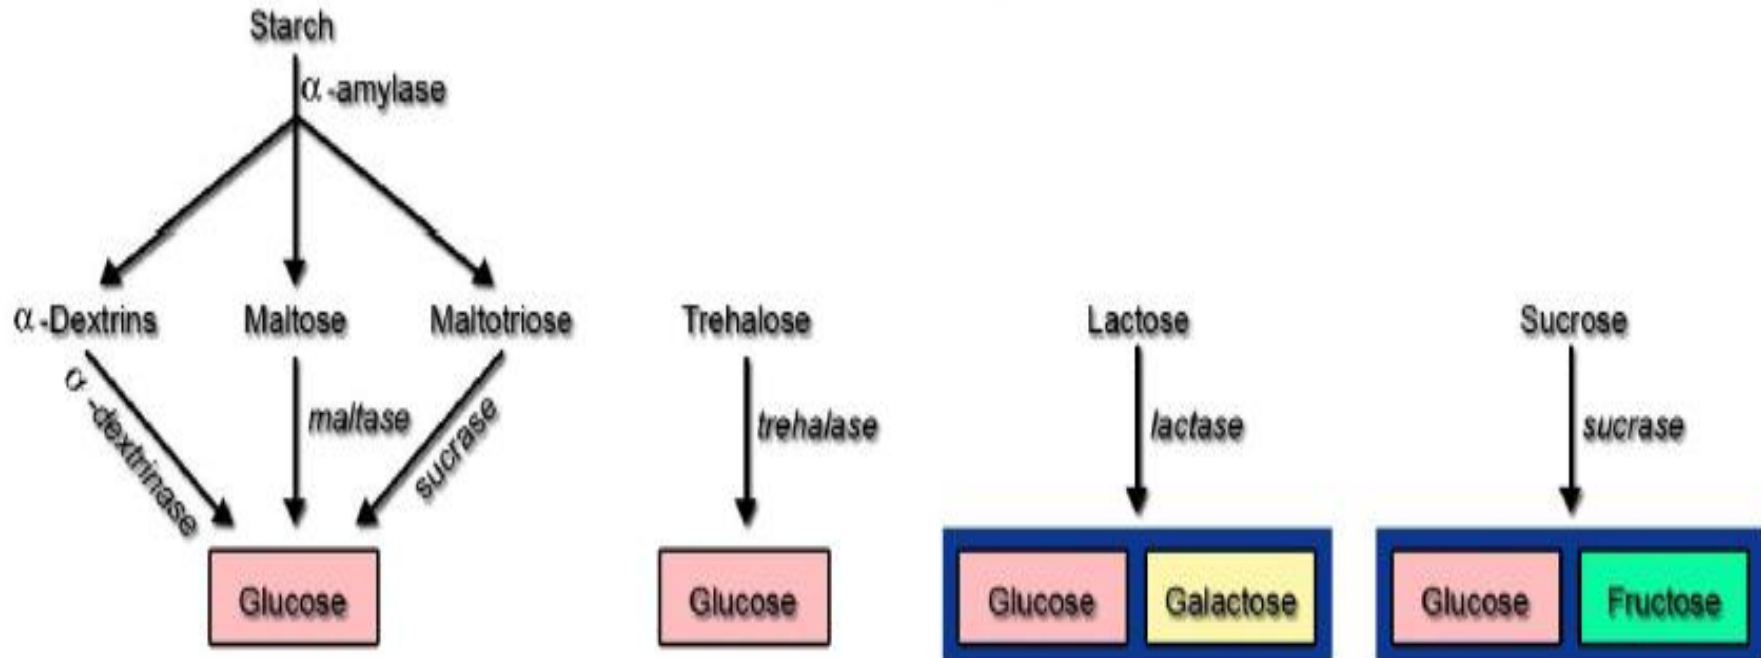 Starch
α-amylase
α-Dextrins
Maltose
Maltotriose
Trehalose
Lactose
Sucrose
α-dextrinase
maltase
sucrase
trehalase
lactase
sucrase
Glucose
Glucose
Glucose
Galactose
Glucose
Fructose